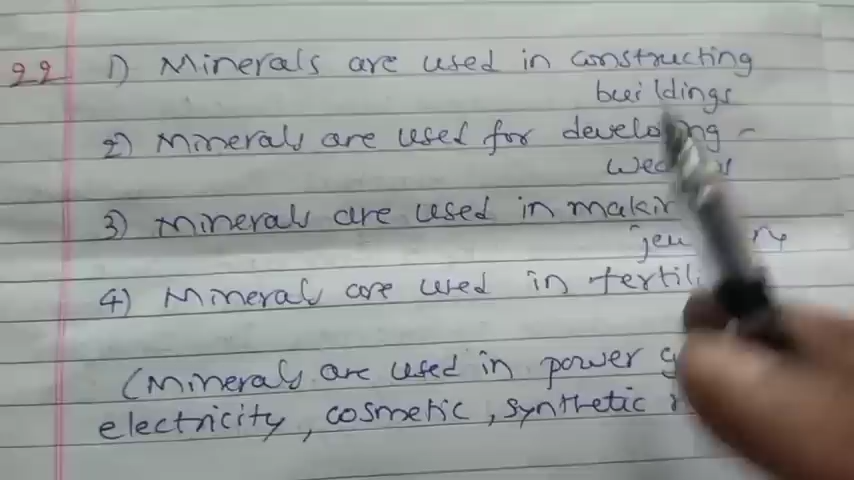 22 1) Minerals are used in constructing
buildings
2) Minerals are used for developing -
3) Minerals are used in
4) Minerals are used in
(Minerals are used in power
electricity, cosmetic, synthetic